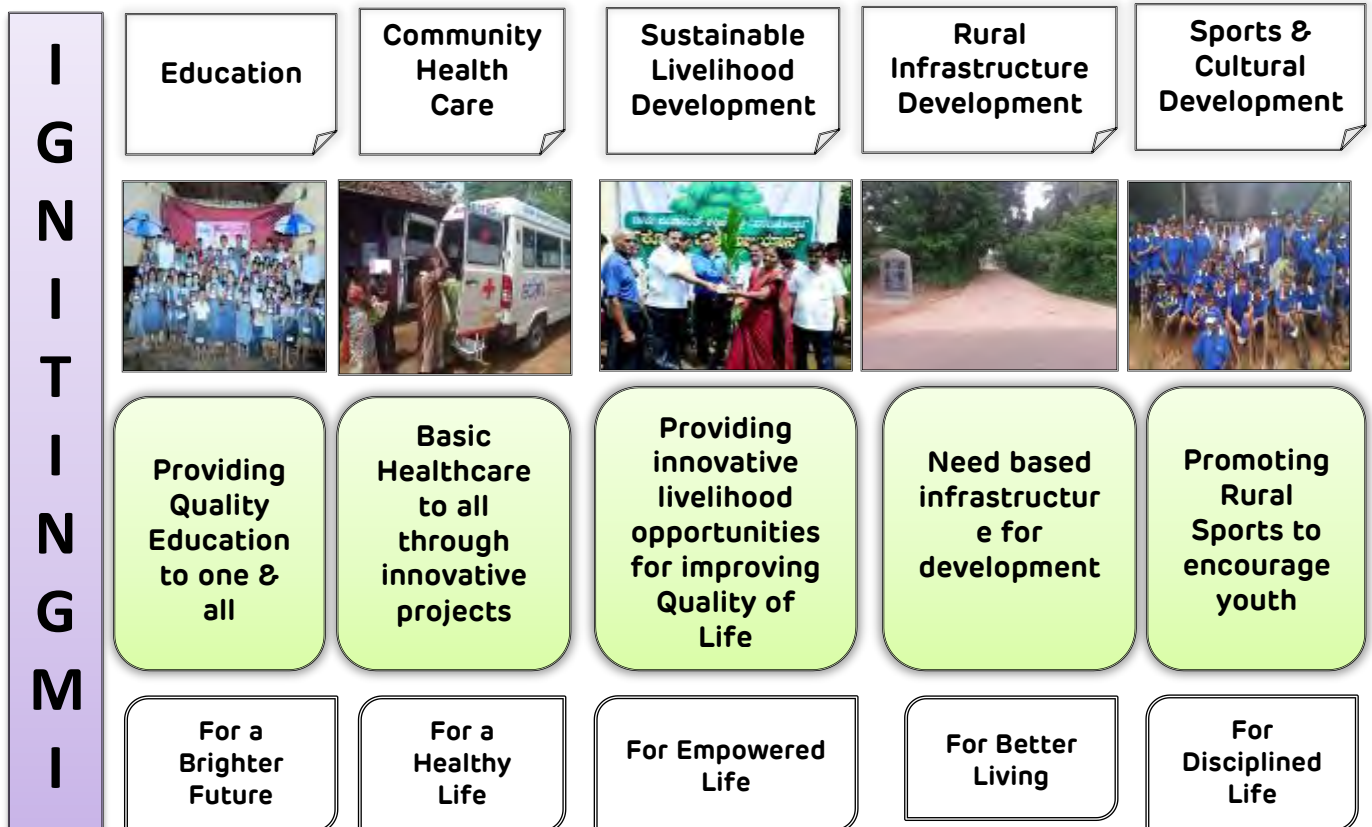 I
G
N
I
T
I
N
G
M
I
Education
Community
Health
Care
Sustainable
Livelihood
Development
Rural
Infrastructure
Development
Sports &
Cultural
Development
Providing
Quality
Education
to one &
all
Basic
Healthcare
to all
through
innovative
projects
Providing
innovative
livelihood
opportunities
for improving
Quality of
Life
Need based
infrastructur
e for
development
Promoting
Rural
Sports to
encourage
youth
For a
Brighter
Future
For a
Healthy
Life
For Empowered
Life
For Better
Living
For
Disciplined
Life